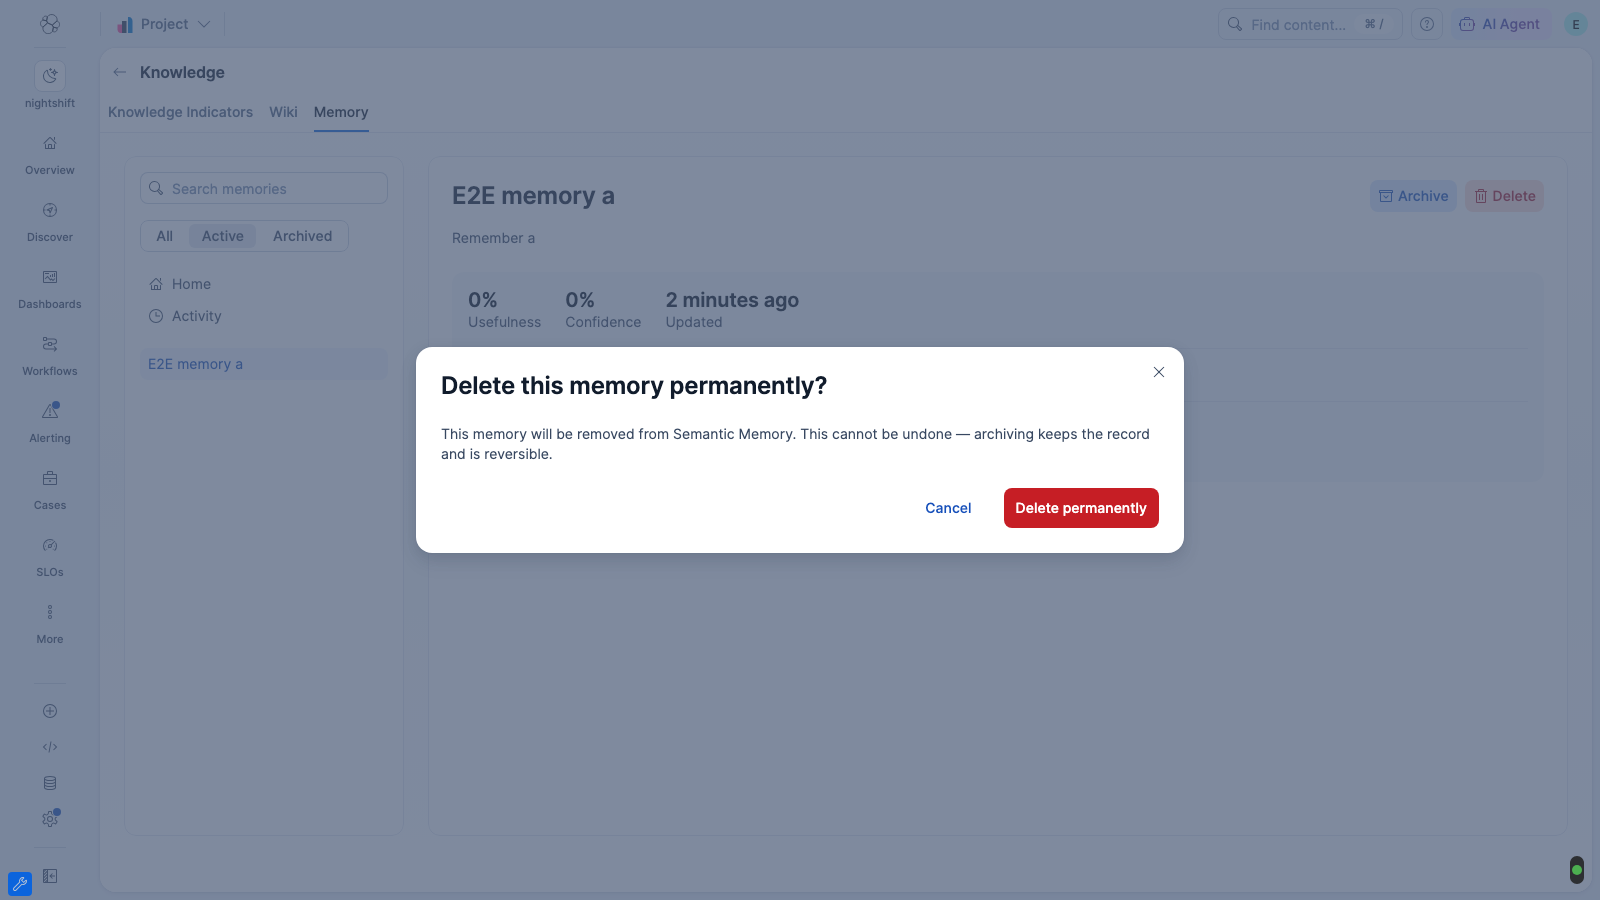 Project
Find content...
⌘ /
AI Agent
E
Knowledge
nightshift
Knowledge Indicators
Wiki
Memory
Overview
Discover
Dashboards
Workflows
Alerting
Cases
SLOs
More
Search memories
All
Active
Archived
Home
Activity
E2E memory a
E2E memory a
Archive
Delete
Remember a
0%
Usefulness
0%
Confidence
2 minutes ago
Updated
Delete this memory permanently?
This memory will be removed from Semantic Memory. This cannot be undone — archiving keeps the record
and is reversible.
Cancel
Delete permanently